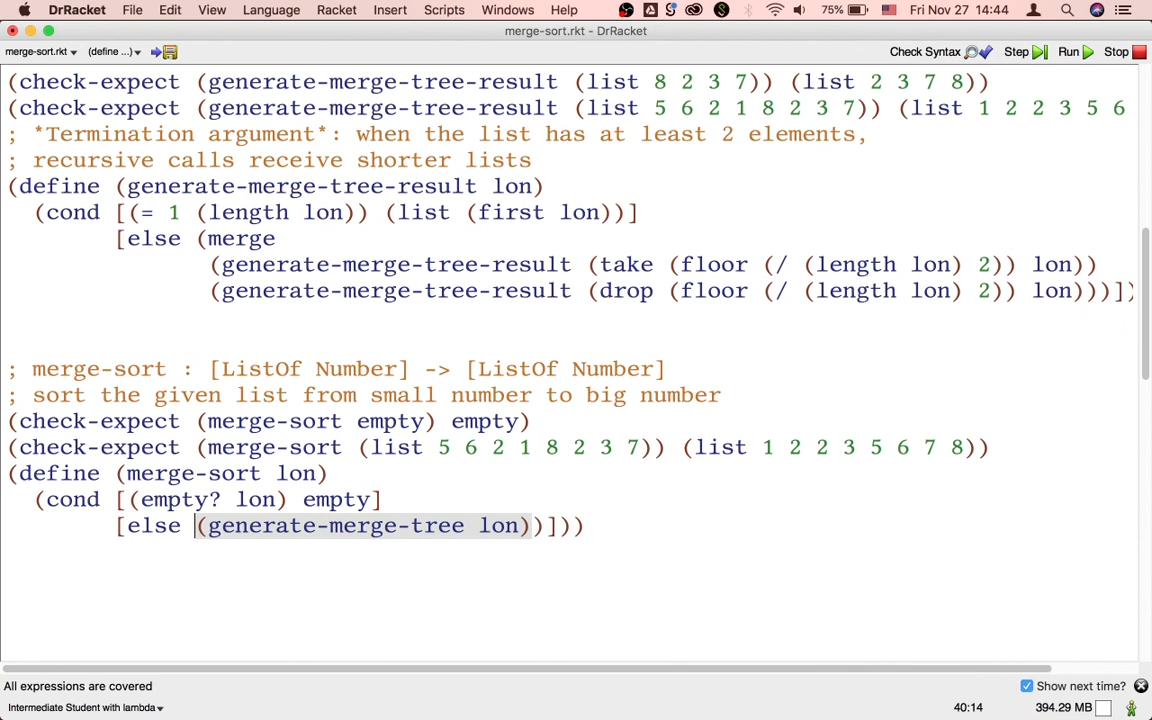 DrRacket File Edit View Language Racket Insert Scripts Windows Help 75% Fri Nov 27 14:44
merge-sort.rkt - DrRacket
merge-sort.rkt (define ...) Check Syntax Step Run Stop
(check-expect (generate-merge-tree-result (list 8 2 3 7)) (list 2 3 7 8))
(check-expect (generate-merge-tree-result (list 5 6 2 1 8 2 3 7)) (list 1 2 2 3 5 6
; *Termination argument*: when the list has at least 2 elements,
; recursive calls receive shorter lists
(define (generate-merge-tree-result lon)
(cond [(= 1 (length lon)) (list (first lon))]
[else (merge
(generate-merge-tree-result (take (floor (/ (length lon) 2)) lon))
(generate-merge-tree-result (drop (floor (/ (length lon) 2)) lon)))])
; merge-sort : [ListOf Number] -> [ListOf Number]
; sort the given list from small number to big number
(check-expect (merge-sort empty) empty)
(check-expect (merge-sort (list 5 6 2 1 8 2 3 7)) (list 1 2 2 3 5 6 7 8))
(define (merge-sort lon)
(cond [(empty? lon) empty]
[else (generate-merge-tree lon))]))
All expressions are covered Show next time?
Intermediate Student with lambda 40:14 394.29 MB